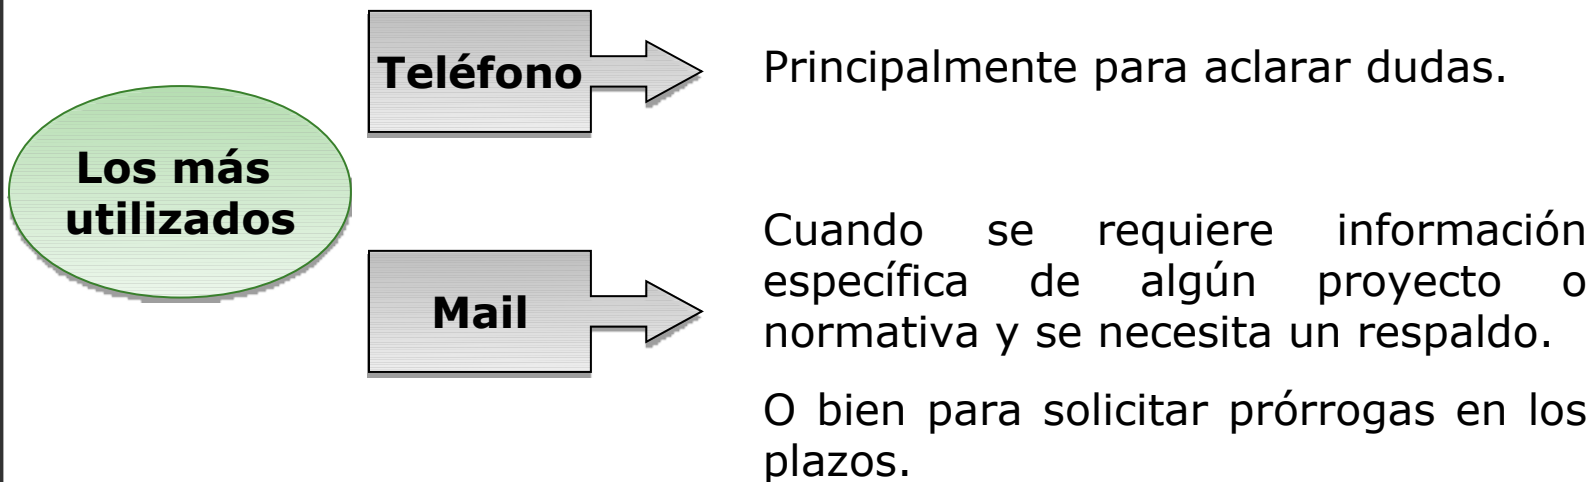 Los más
utilizados
Teléfono
Principalmente para aclarar dudas.
Mail
Cuando se requiere información
específica de algún proyecto o
normativa y se necesita un respaldo.
O bien para solicitar prórrogas en los
plazos.